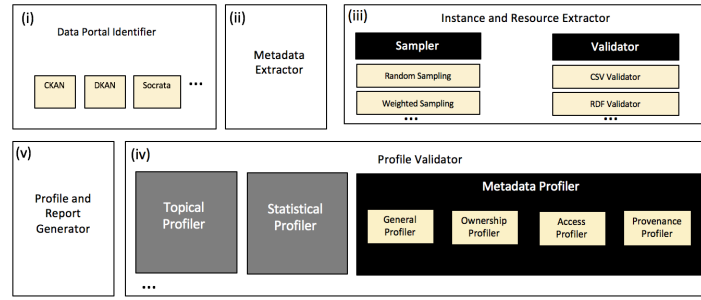 (i)
Data Portal Identifier
CKAN
DKAN
Socrata
...
(ii)
Metadata
Extractor
(iii)
Instance and Resource Extractor
Sampler
Random Sampling
Weighted Sampling
...
Validator
CSV Validator
RDF Validator
...
(v)
Profile and
Report
Generator
(iv)
Profile Validator
Topical
Profiler
Statistical
Profiler
Metadata Profiler
General
Profiler
Ownership
Profiler
Access
Profiler
Provenance
Profiler
...